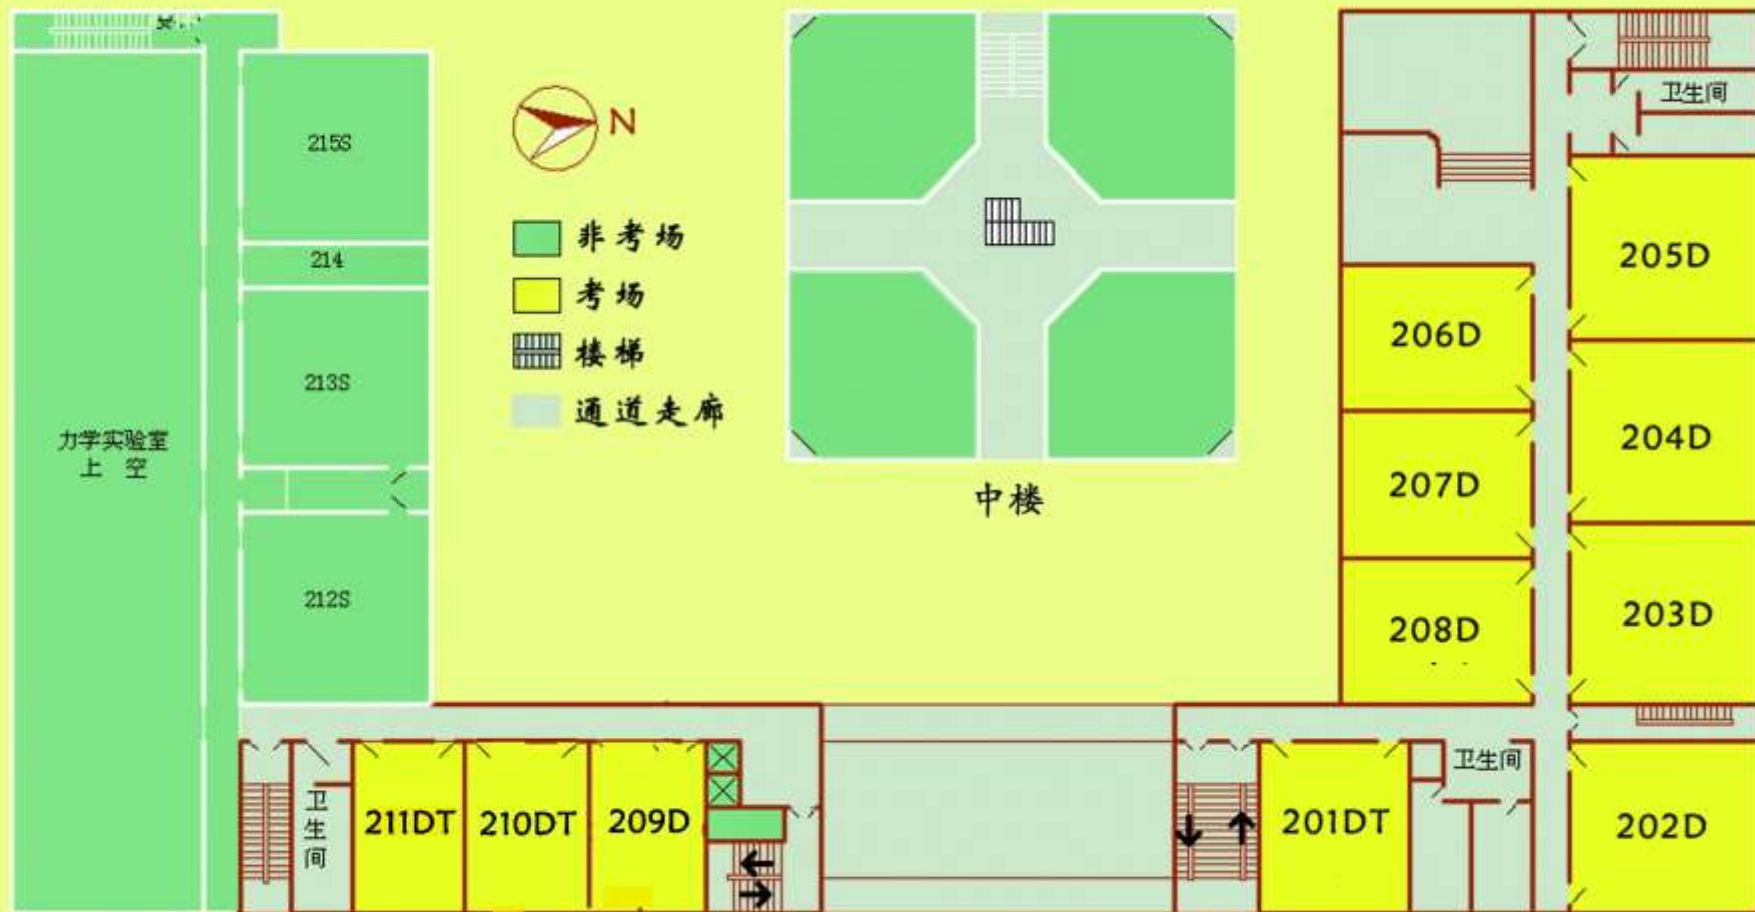 215S
214
213S
力学实验室
上 空
212S
N
非考场
考场
楼梯
通道走廊
中楼
卫生间
205D
206D
204D
207D
203D
208D
卫生间
卫生间
211DT
210DT
209D
201DT
202D